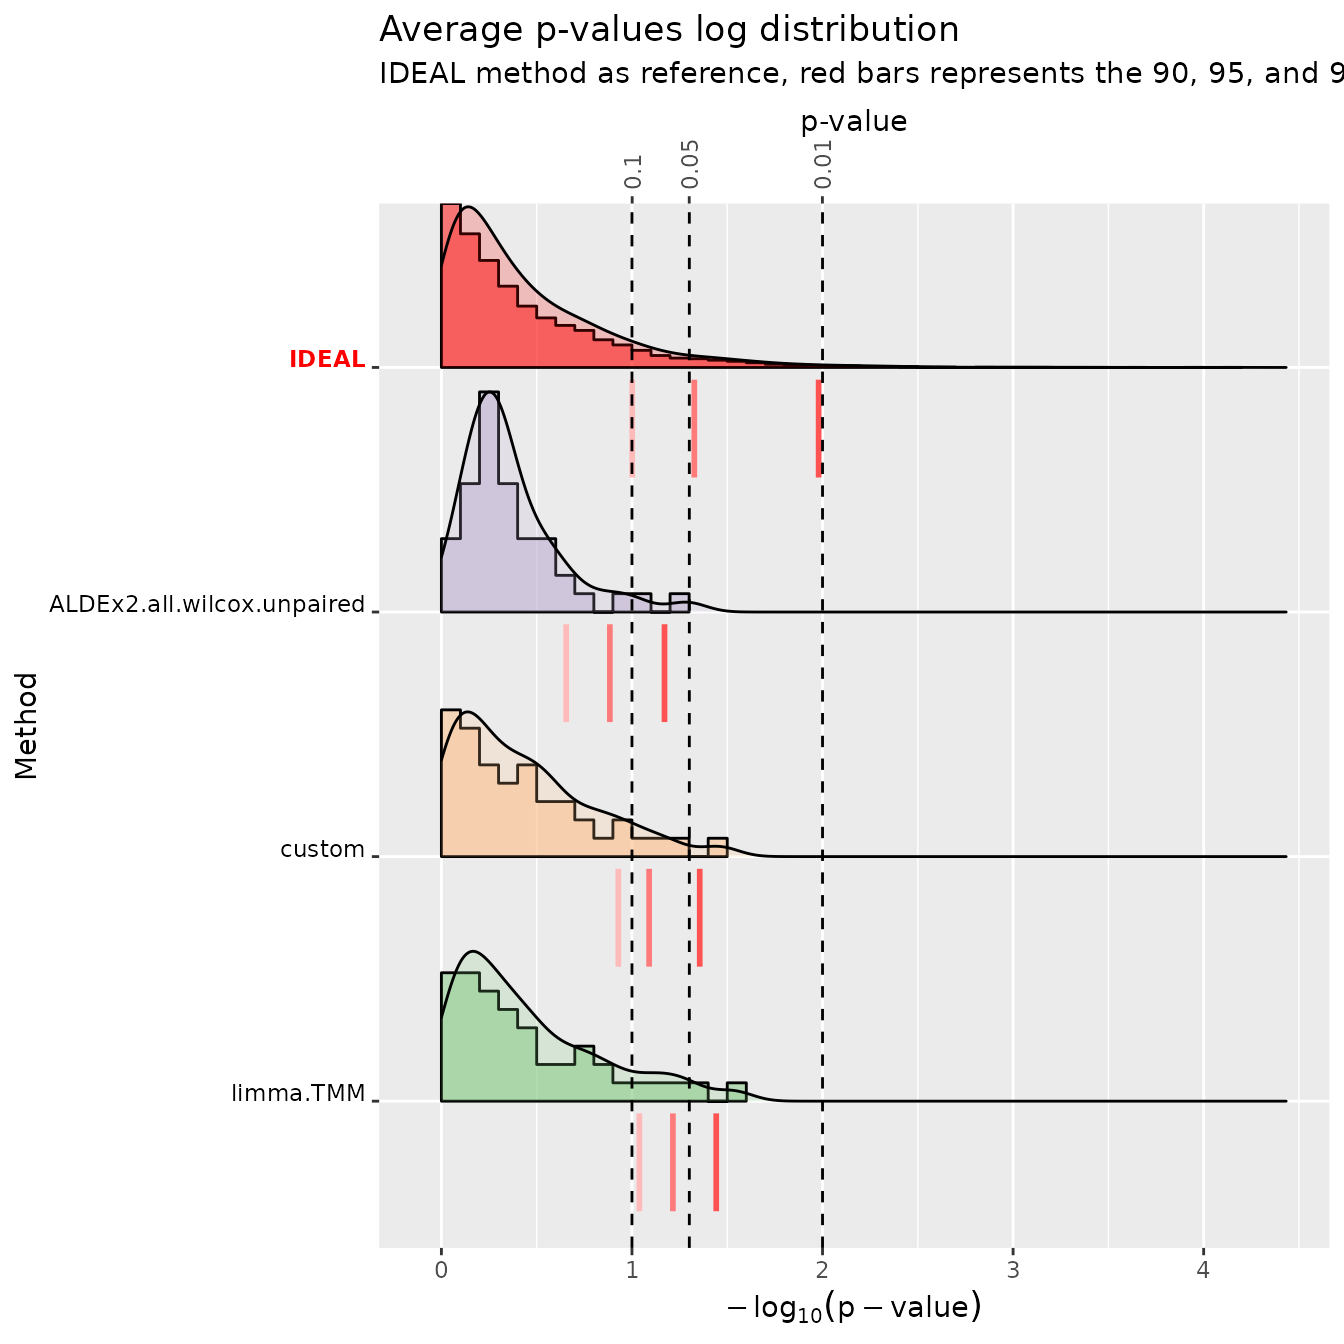 Average p-values log distribution
IDEAL method as reference, red bars represents the 90, 95, and 9
p-value
0.1
0.05
0.01
IDEAL
ALDEx2.all.wilcox.unpaired
custom
limma.TMM
Method
0 1 2 3 4
−log10(p − value)